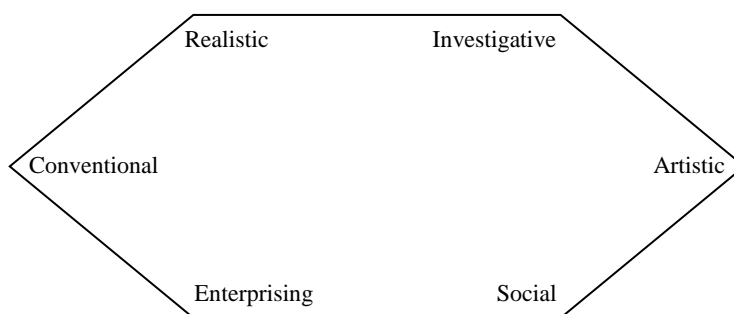 Realistic Investigative
Conventional Artistic
Enterprising Social